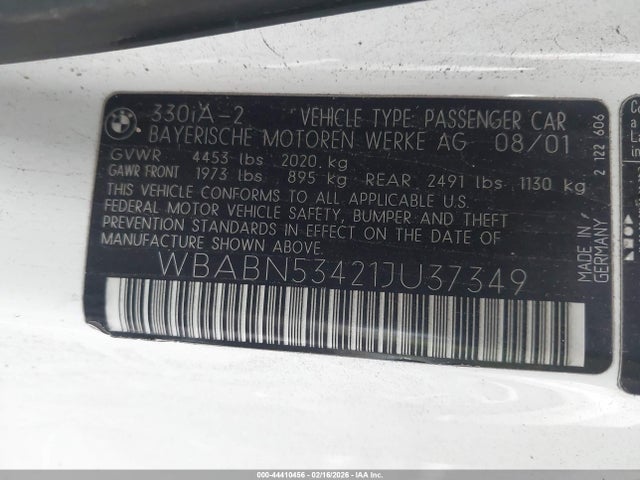 BMW
330iA-2 VEHICLE TYPE: PASSENGER CAR
BAYERISCHE MOTOREN WERKE AG 08/01
GVWR 4453 lbs 2020 kg
GAWR FRONT 1973 lbs 895 kg REAR 2491 lbs 1130 kg
THIS VEHICLE CONFORMS TO ALL APPLICABLE U.S.
FEDERAL MOTOR VEHICLE SAFETY, BUMPER AND THEFT
PREVENTION STANDARDS IN EFFECT ON THE DATE OF
MANUFACTURE SHOWN ABOVE.
WBABN53421JU37349
MADE IN
GERMANY
2 122 606
000-44410456 - 02/16/2026 - IAA Inc.